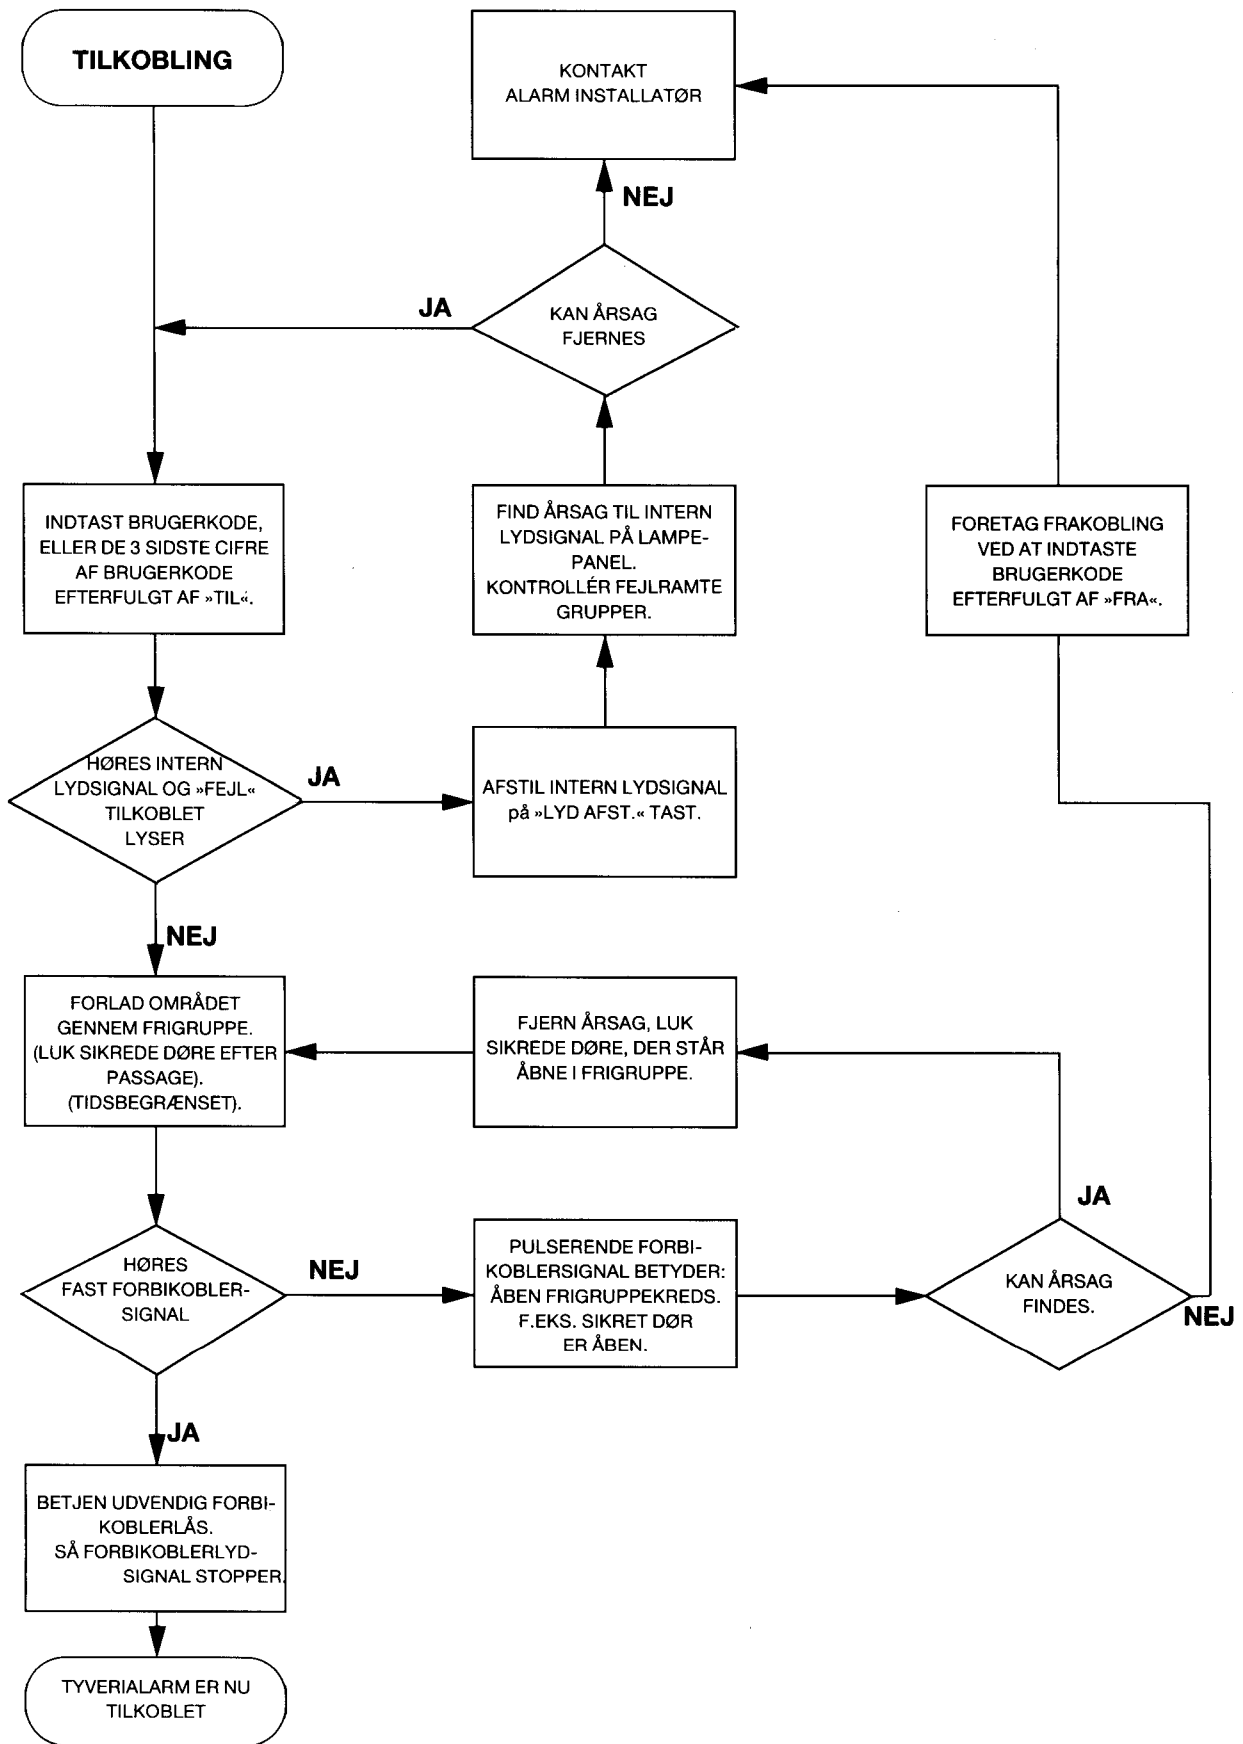 TILKOBLING
KONTAKT
ALARM INSTALLATØR
NEJ
JA
KAN ÅRSAG
FJERNES
INDTAST BRUGERKODE,
ELLER DE 3 SIDSTE CIFRE
AF BRUGERKODE
EFTERFULGT AF »TIL«.
FIND ÅRSAG TIL INTERN
LYDSIGNAL PÅ LAMPE-
PANEL.
KONTROLLÉR FEJLRAMTE
GRUPPER.
FORETAG FRAKOBLING
VED AT INDTASTE
BRUGERKODE
EFTERFULGT AF »FRA«.
HØRES INTERN
LYDSIGNAL OG »FEJL«
TILKOBLET
LYSER
JA
AFSTIL INTERN LYDSIGNAL
på »LYD AFST.« TAST.
NEJ
FORLAD OMRÅDET
GENNEM FRIGRUPPE.
(LUK SIKREDE DØRE EFTER
PASSAGE).
(TIDSBEGRÆNSET).
FJERN ÅRSAG, LUK
SIKREDE DØRE, DER STÅR
ÅBNE I FRIGRUPPE.
JA
HØRES
FAST FORBIKOBLER-
SIGNAL
NEJ
PULSERENDE FORBI-
KOBLERSIGNAL BETYDER:
ÅBEN FRIGRUPPEKREDS.
F.EKS. SIKRET DØR
ER ÅBEN.
KAN ÅRSAG
FINDES.
NEJ
JA
BETJEN UDVENDIG FORBI-
KOBLERLÅS.
SÅ FORBIKOBLERLYD-
SIGNAL STOPPER.
TYVERIALARM ER NU
TILKOBLET